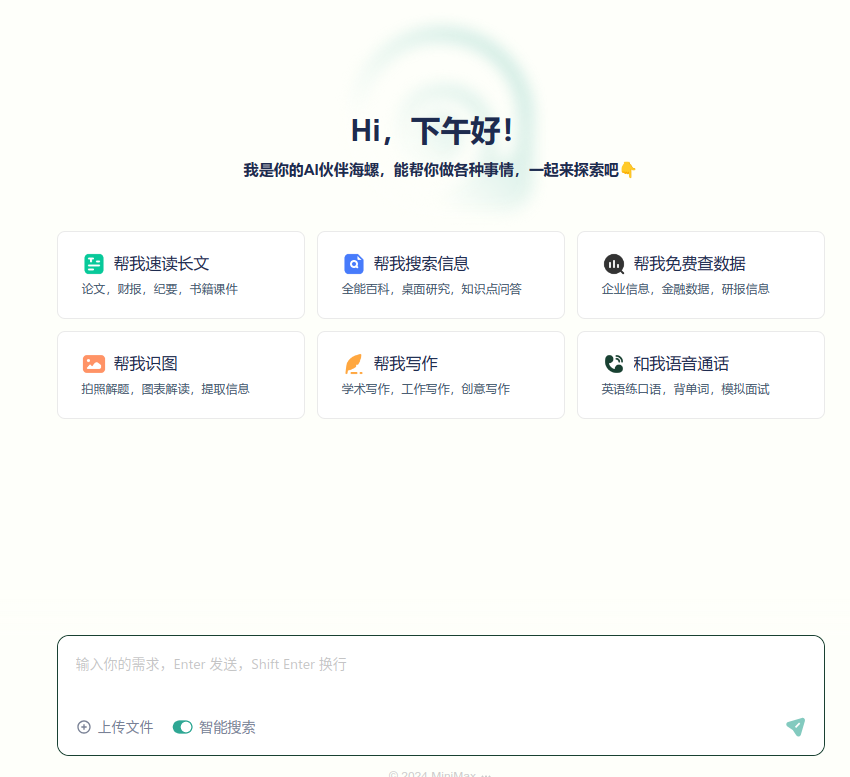 Hi，下午好！
我是你的AI伙伴海螺，能帮你做各种事情，一起来探索吧👇
帮我速读长文
论文，财报，纪要，书籍课件
帮我搜索信息
全能百科，桌面研究，知识点问答
帮我免费查数据
企业信息，金融数据，研报信息
帮我识图
拍照解题，图表解读，提取信息
帮我写作
学术写作，工作写作，创意写作
和我语音通话
英语练口语，背单词，模拟面试
输入你的需求，Enter 发送，Shift Enter 换行
上传文件
智能搜索
© 2024 MiniMax